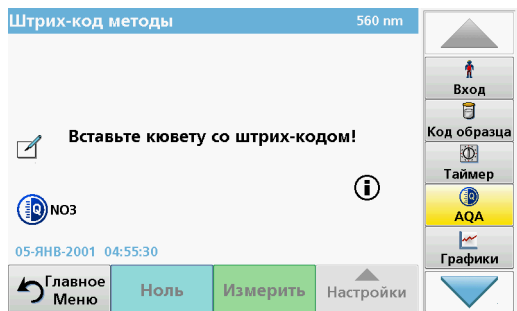 Штрих-код методы 560 nm
Вход
Код образца
Вставьте кювету со штрих-кодом!
Таймер
NO3
AQA
05-ЯНВ-2001 04:55:30
Графики
Главное
Меню
Ноль
Измерить
Настройки